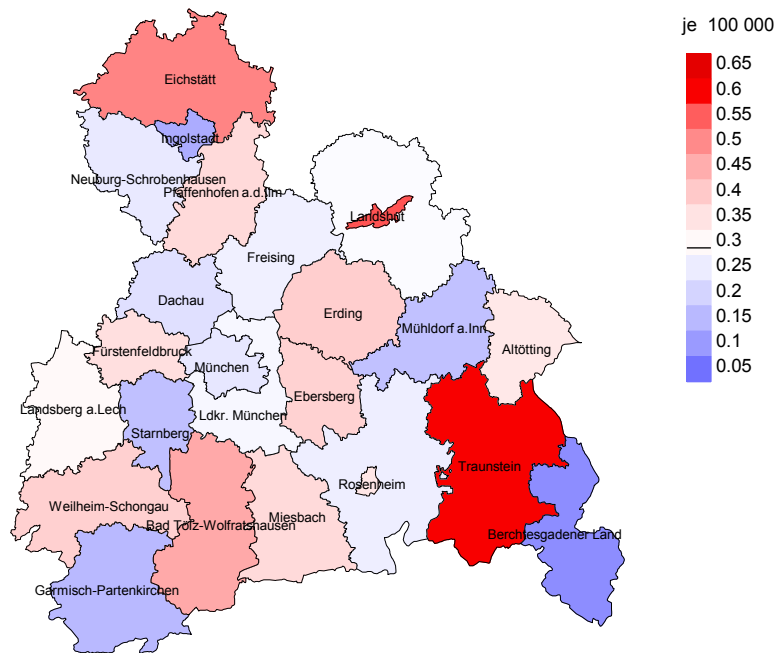 je 100 000
0.65
0.6
0.55
0.5
0.45
0.4
0.35
0.3
0.25
0.2
0.15
0.1
0.05
Eichstätt
Ingolstadt
Neuburg-Schrobenhausen
Pfaffenhofen a.d.Ilm
Landshut
Freising
Dachau
Erding
Mühldorf a.Inn
Altötting
Fürstenfeldbruck
München
Ebersberg
Landsberg a.Lech
Ldkr. München
Starnberg
Traunstein
Rosenheim
Weilheim-Schongau
Miesbach
Bad Tölz-Wolfratshausen
Berchtesgadener Land
Garmisch-Partenkirchen